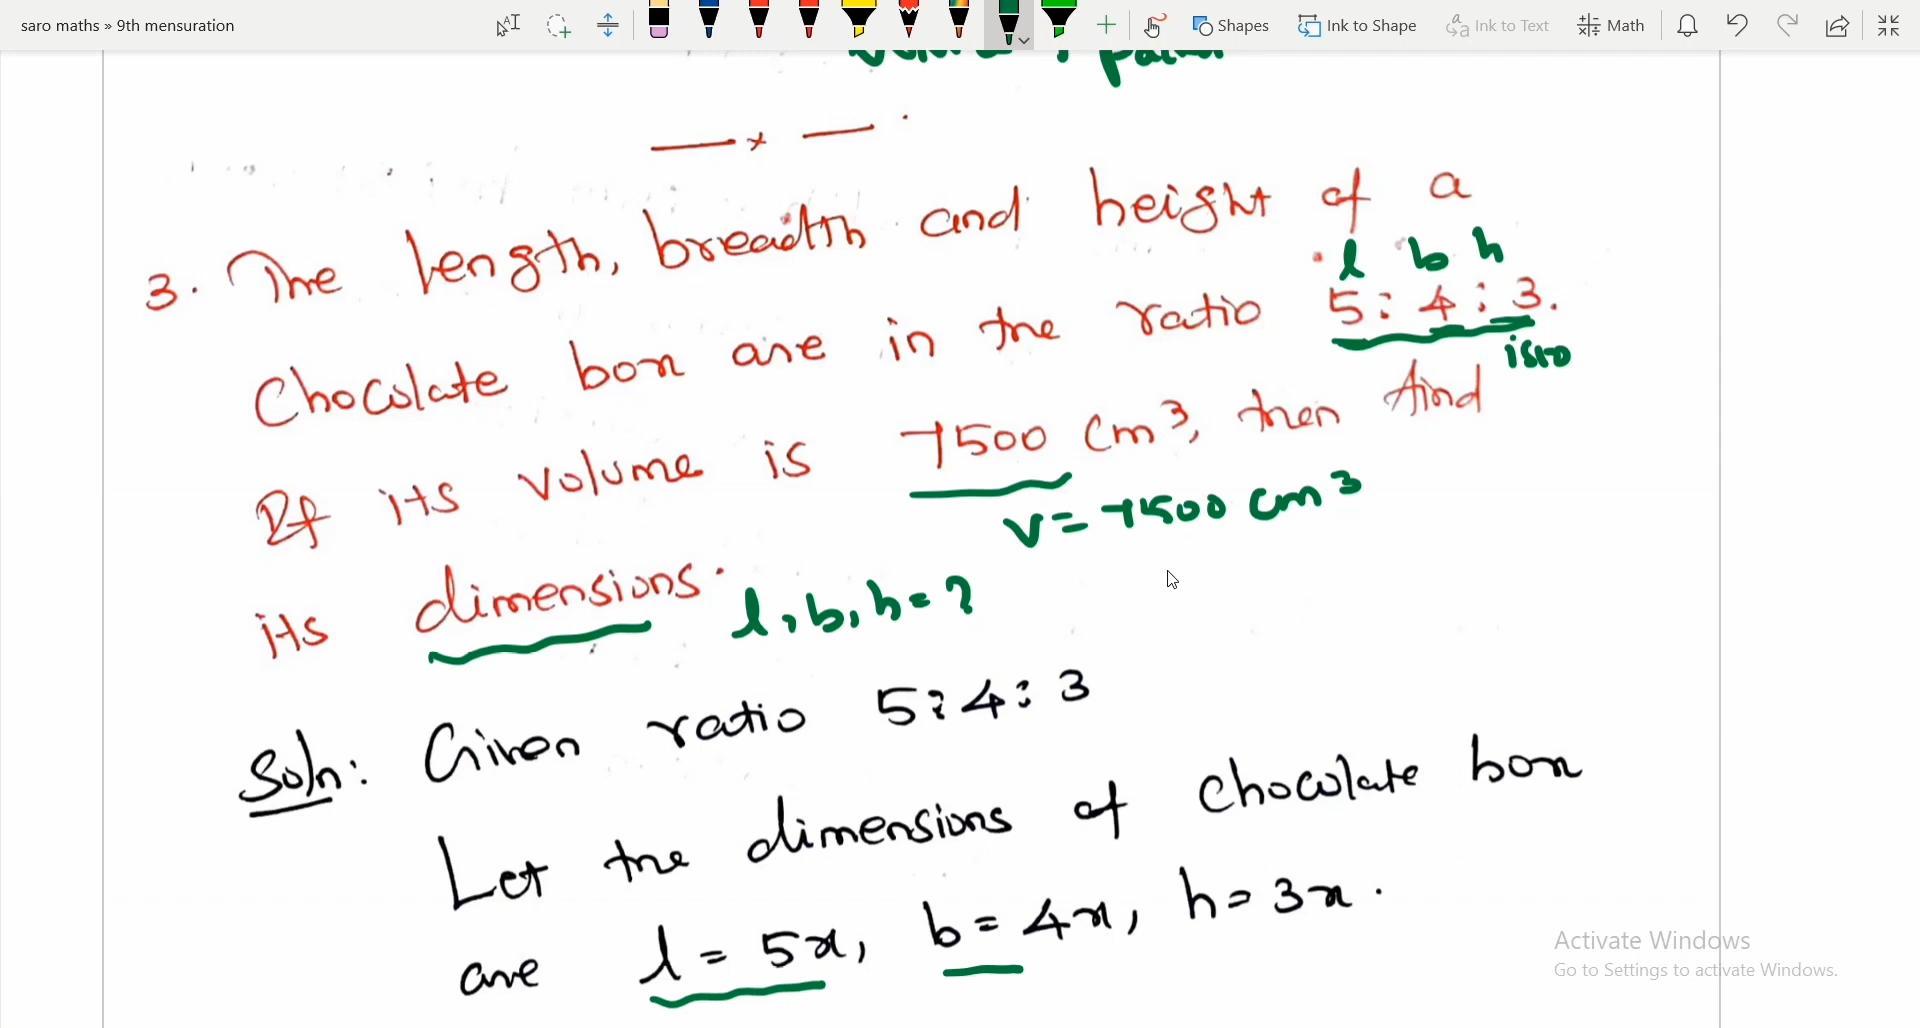 saro maths » 9th mensuration
Shapes
Ink to Shape
Ink to Text
Math
3. The length, breadth and height of a
l b h
chocolate box are in the ratio 5:4:3.
If its volume is 7500 cm³, then find
V = 7500 cm³
its dimensions. l, b, h = ?
Soln: Given ratio 5:4:3
Let the dimensions of chocolate box
are l = 5x, b = 4x, h = 3x.
Activate Windows
Go to Settings to activate Windows.